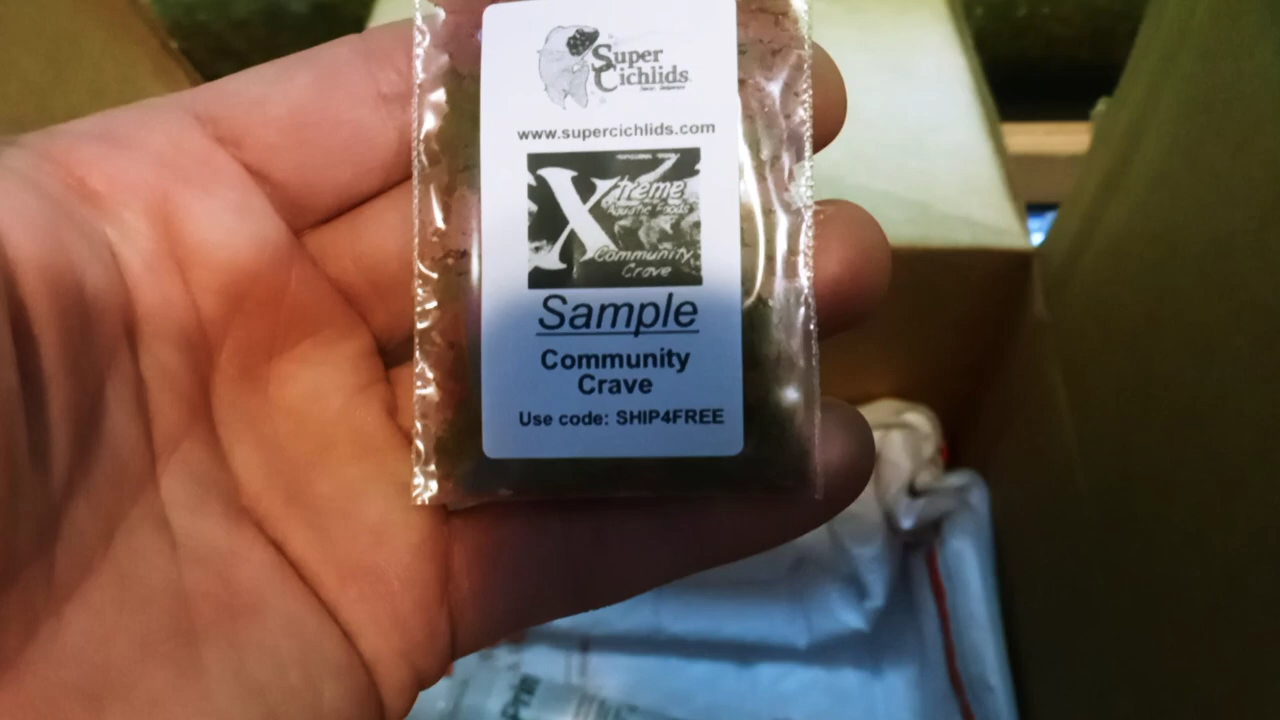 Super
Cichlids
www.supercichlids.com
Xtreme
Aquatic Foods
Community
Crave
Sample
Community
Crave
Use code: SHIP4FREE